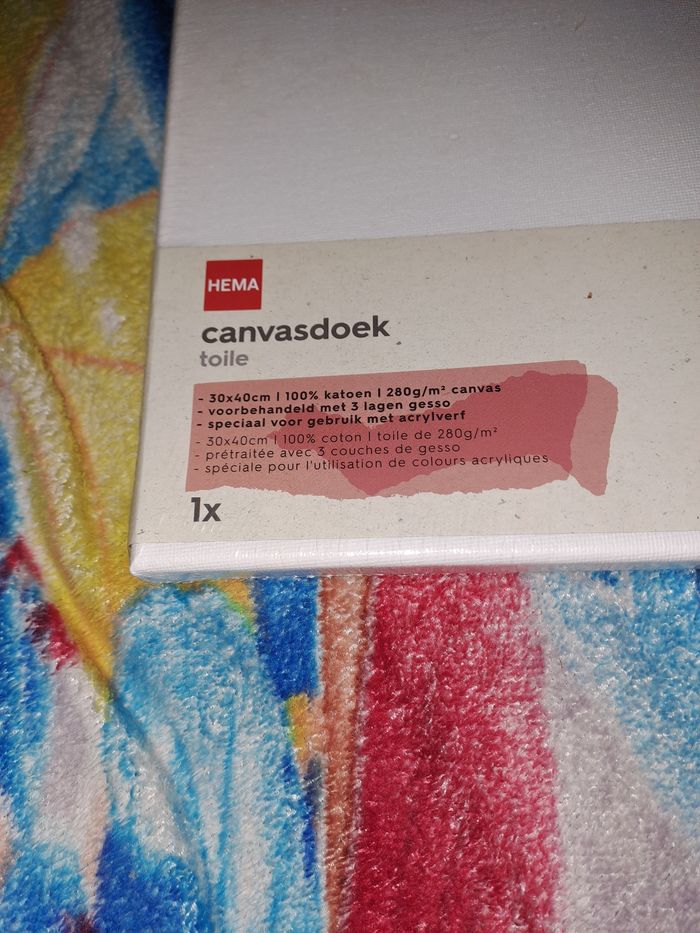 HEMA
canvasdoek
toile
- 30x40cm | 100% katoen | 280g/m² canvas
- voorbehandeld met 3 lagen gesso
- speciaal voor gebruik met acrylverf
- 30x40cm | 100% coton | toile de 280g/m²
- prétraitée avec 3 couches de gesso
- spéciale pour l'utilisation de colours acryliques
1x